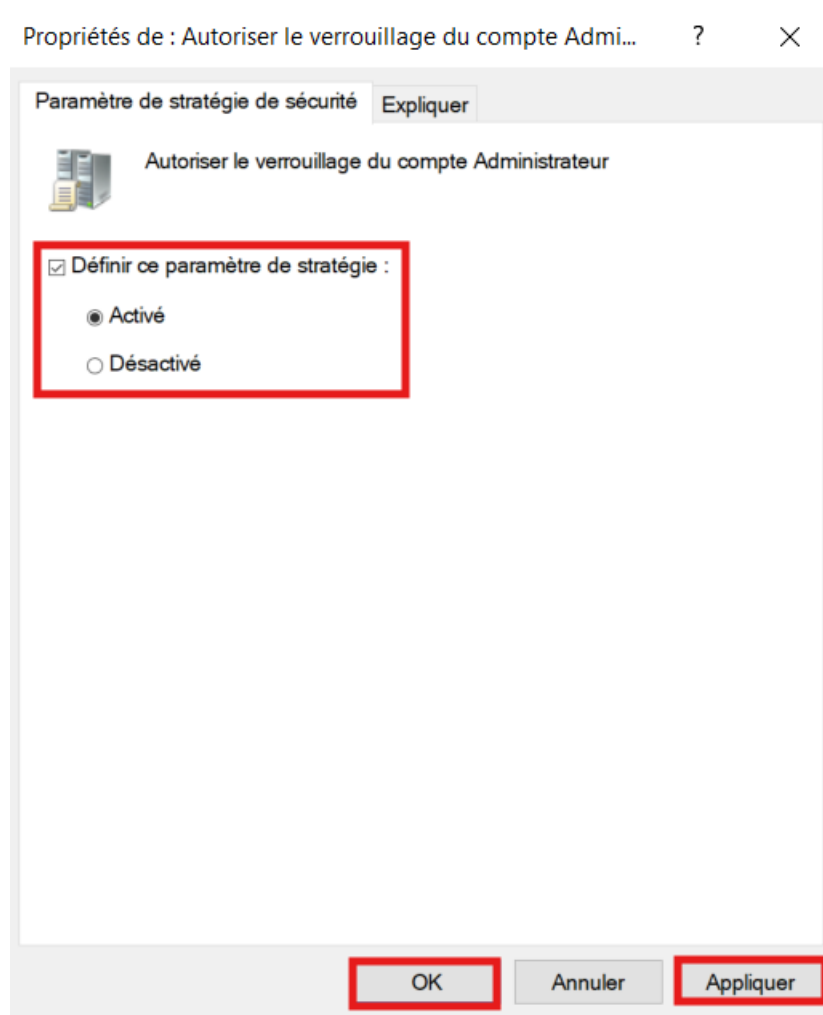 Propriétés de : Autoriser le verrouillage du compte Admi... ? ×
Paramètre de stratégie de sécurité Expliquer
Autoriser le verrouillage du compte Administrateur
Définir ce paramètre de stratégie :
Activé
Désactivé
OK Annuler Appliquer